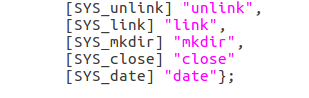 [SYS_unlink] "unlink",
[SYS_link] "link",
[SYS_mkdir] "mkdir",
[SYS_close] "close"
[SYS_date] "date"};